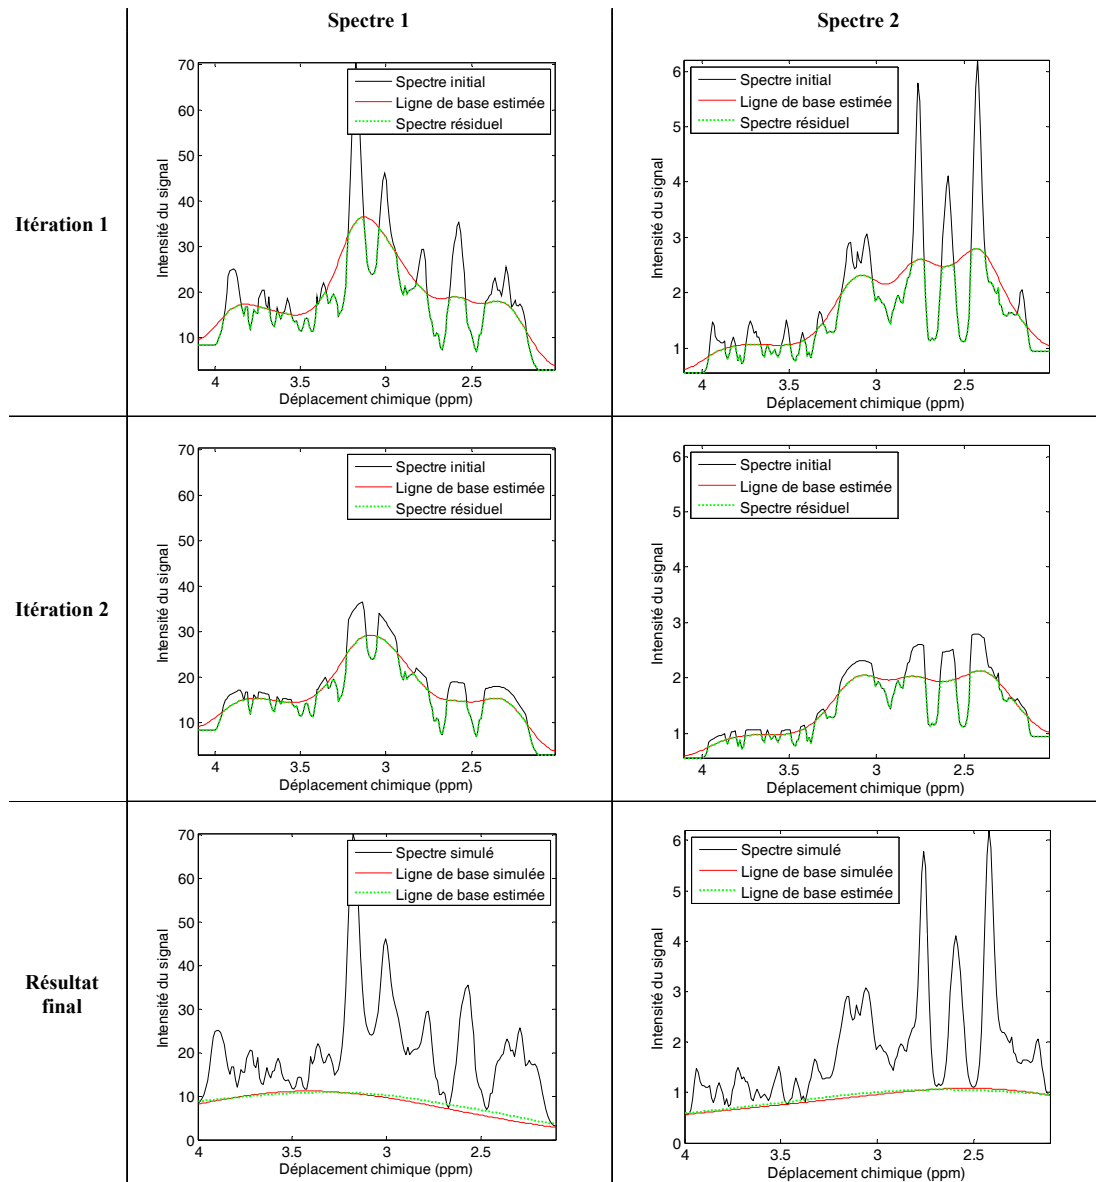 Spectre 1
Spectre 2
Itération 1
70
60
50
40
30
20
10
4
3.5
3
2.5
Intensité du signal
Déplacement chimique (ppm)
Spectre initial
Ligne de base estimée
Spectre résiduel
6
5
4
3
2
1
4
3.5
3
2.5
Intensité du signal
Déplacement chimique (ppm)
Spectre initial
Ligne de base estimée
Spectre résiduel
Itération 2
70
60
50
40
30
20
10
4
3.5
3
2.5
Intensité du signal
Déplacement chimique (ppm)
Spectre initial
Ligne de base estimée
Spectre résiduel
6
5
4
3
2
1
4
3.5
3
2.5
Intensité du signal
Déplacement chimique (ppm)
Spectre initial
Ligne de base estimée
Spectre résiduel
Résultat
final
70
60
50
40
30
20
10
0
4
3.5
3
2.5
Intensité du signal
Déplacement chimique (ppm)
Spectre simulé
Ligne de base simulée
Ligne de base estimée
6
5
4
3
2
1
0
4
3.5
3
2.5
Intensité du signal
Déplacement chimique (ppm)
Spectre simulé
Ligne de base simulée
Ligne de base estimée